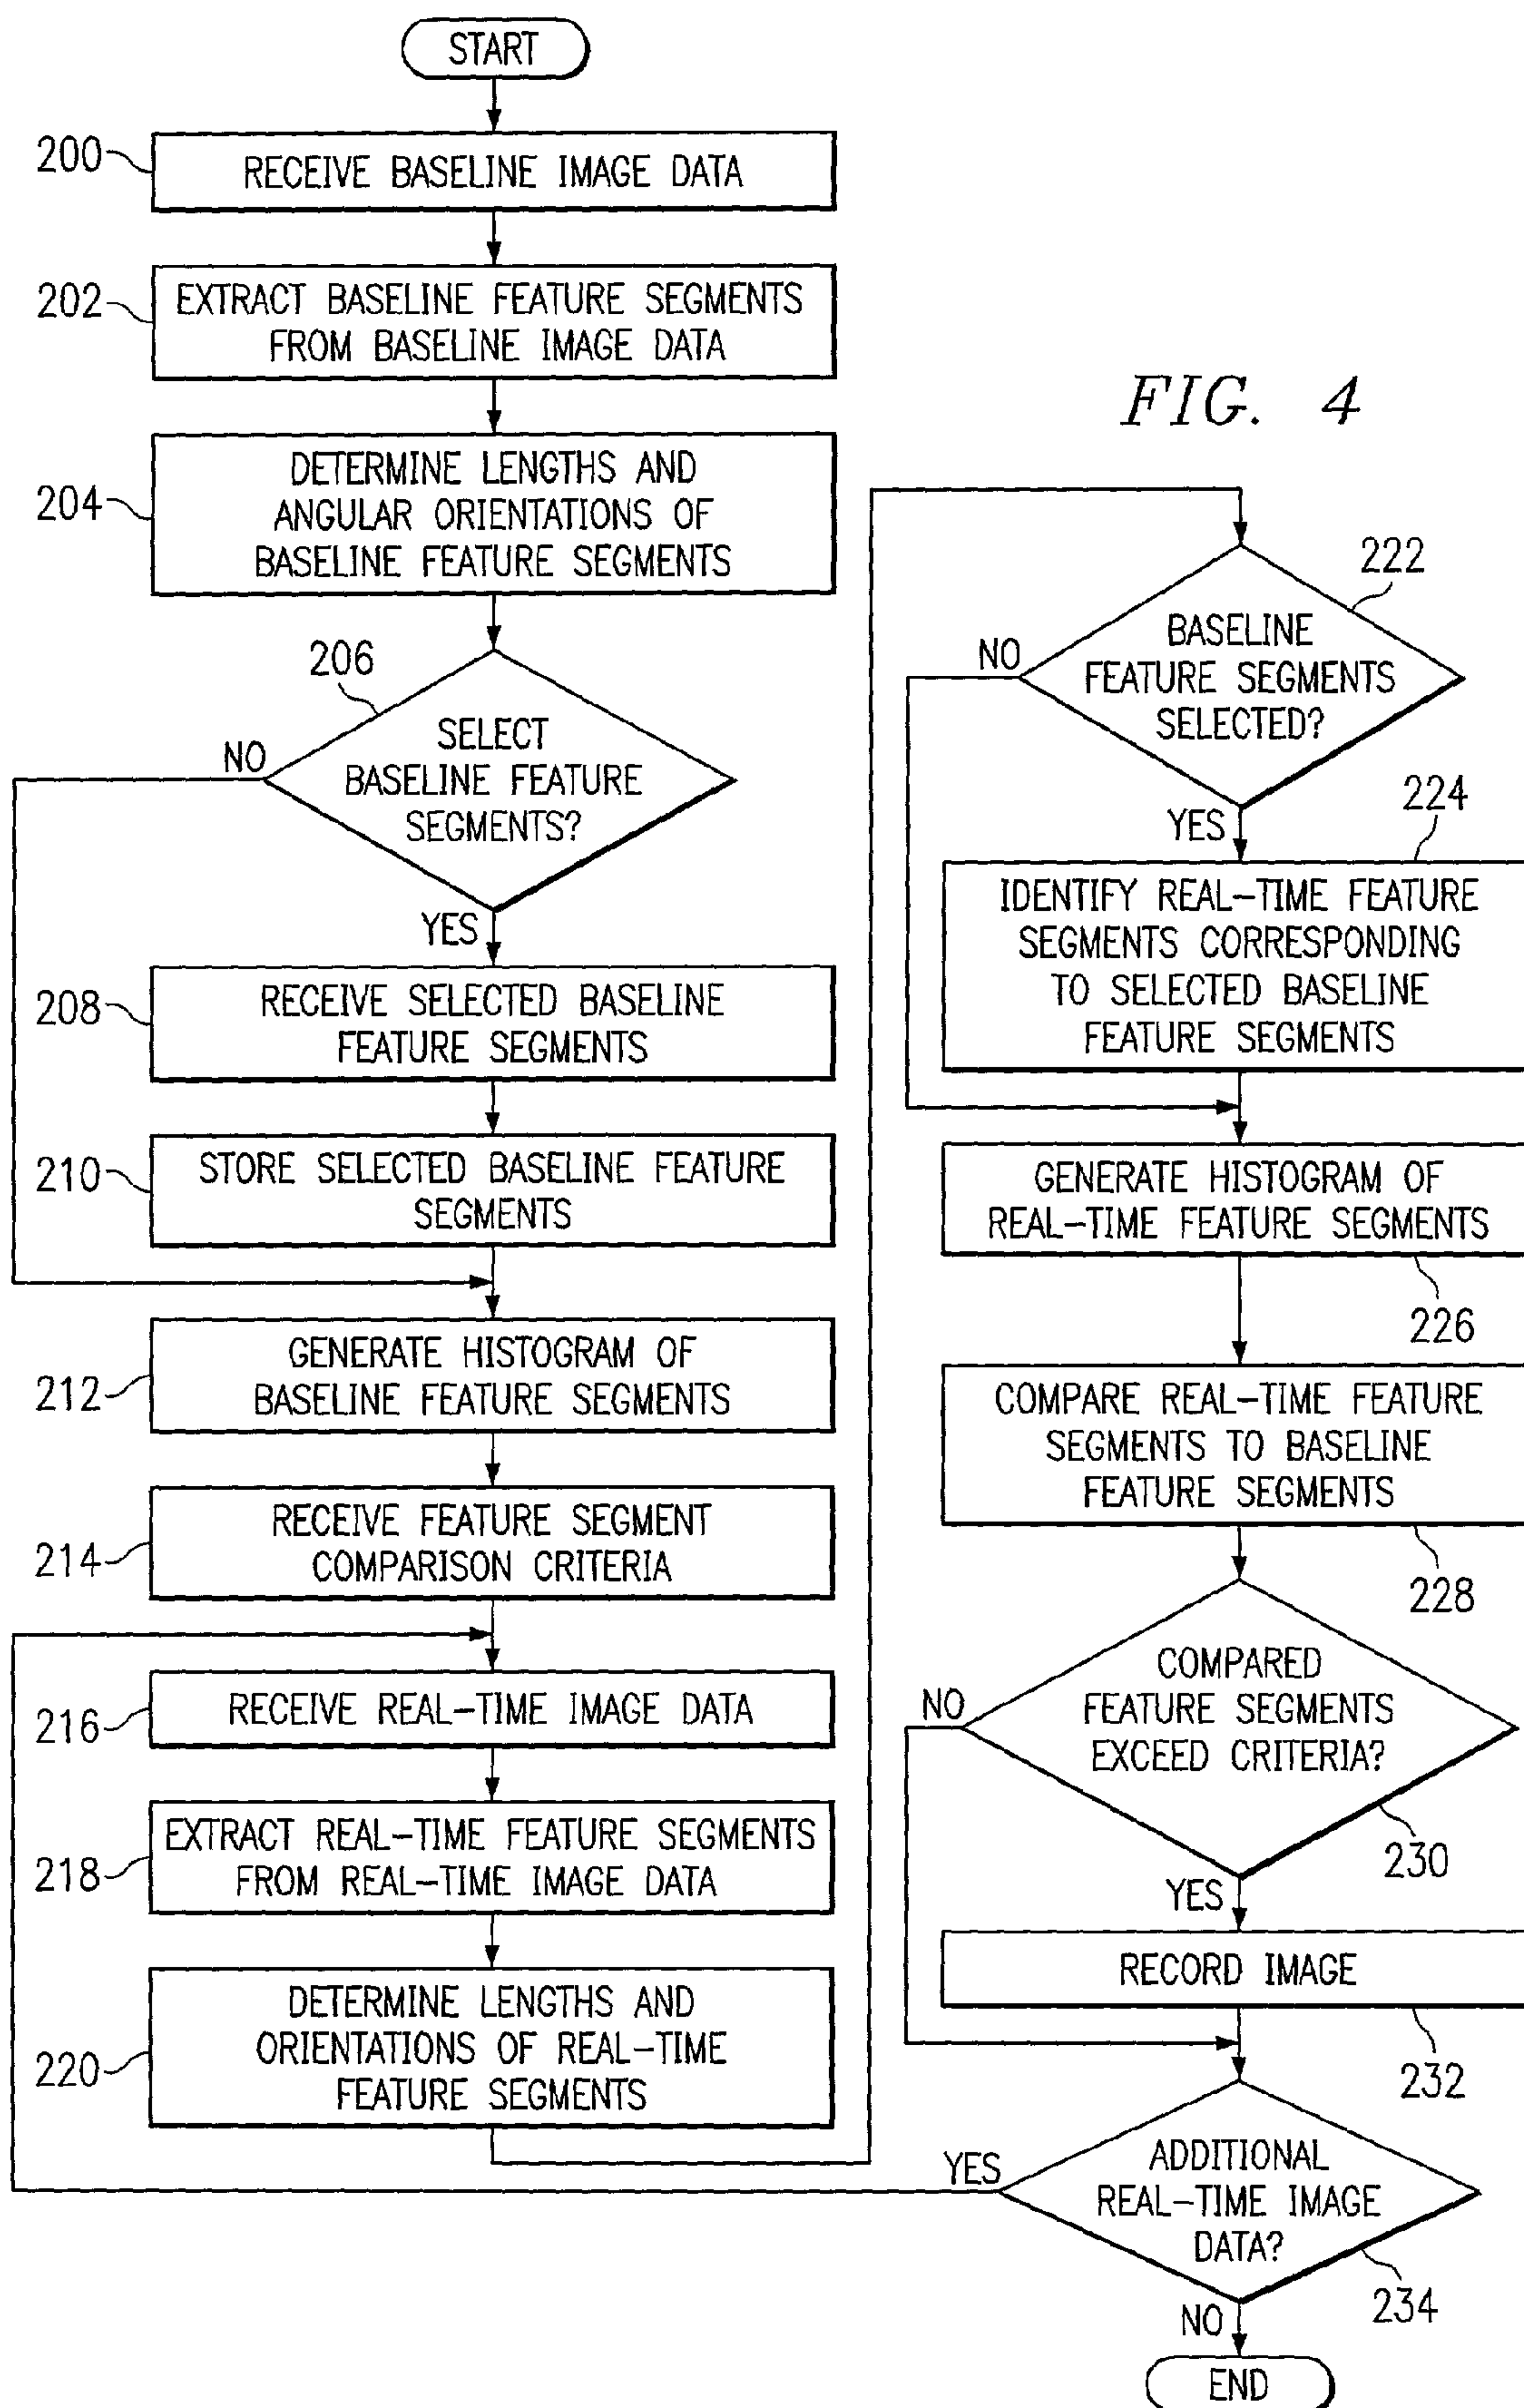 START
200
RECEIVE BASELINE IMAGE DATA
202
EXTRACT BASELINE FEATURE SEGMENTS
FROM BASELINE IMAGE DATA
204
DETERMINE LENGTHS AND
ANGULAR ORIENTATIONS OF
BASELINE FEATURE SEGMENTS
206
NO
SELECT
BASELINE FEATURE
SEGMENTS?
YES
208
RECEIVE SELECTED BASELINE
FEATURE SEGMENTS
210
STORE SELECTED BASELINE FEATURE
SEGMENTS
212
GENERATE HISTOGRAM OF
BASELINE FEATURE SEGMENTS
214
RECEIVE FEATURE SEGMENT
COMPARISON CRITERIA
216
RECEIVE REAL-TIME IMAGE DATA
218
EXTRACT REAL-TIME FEATURE SEGMENTS
FROM REAL-TIME IMAGE DATA
220
DETERMINE LENGTHS AND
ORIENTATIONS OF REAL-TIME
FEATURE SEGMENTS
FIG. 4
222
NO
BASELINE
FEATURE SEGMENTS
SELECTED?
YES
224
IDENTIFY REAL-TIME FEATURE
SEGMENTS CORRESPONDING
TO SELECTED BASELINE
FEATURE SEGMENTS
GENERATE HISTOGRAM OF
REAL-TIME FEATURE SEGMENTS
226
COMPARE REAL-TIME FEATURE
SEGMENTS TO BASELINE
FEATURE SEGMENTS
228
NO
COMPARED
FEATURE SEGMENTS
EXCEED CRITERIA?
230
YES
RECORD IMAGE
232
YES
ADDITIONAL
REAL-TIME IMAGE
DATA?
234
NO
END